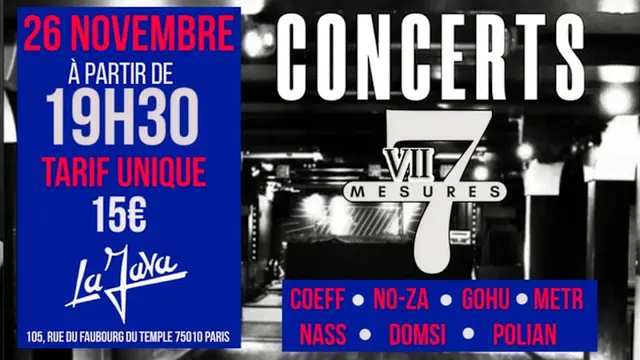 26 NOVEMBRE
À PARTIR DE
19H30
TARIF UNIQUE
15€
La Java
105, RUE DU FAUBOURG DU TEMPLE 75010 PARIS
CONCERTS
7
VII
MESURES
COEFF • NO-ZA • GOHU • METR
NASS • DOMSI • POLIAN